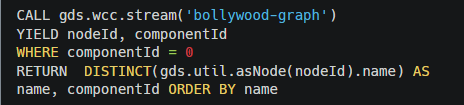 CALL gds.wcc.stream('bollywood-graph')
YIELD nodeId, componentId
WHERE componentId = 0
RETURN  DISTINCT(gds.util.asNode(nodeId).name) AS
name, componentId ORDER BY name